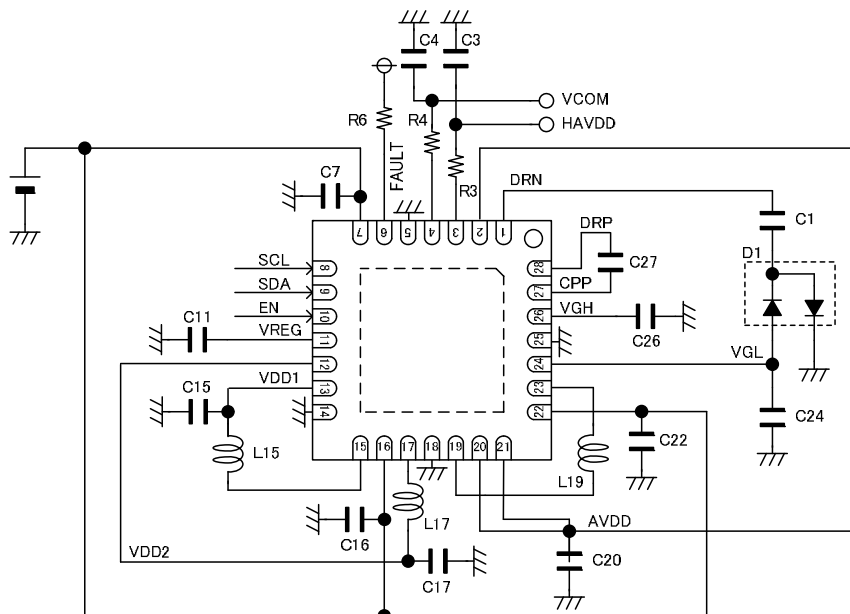 C4
C3
VCOM
R6
R4
HAVDD
FAULT
C7
R3
DRN
C1
7
6
5
4
3
2
1
DRP
D1
SCL
8
28
C27
SDA
9
27
CPP
EN
10
26
VGH
C11
VREG
11
25
C26
12
24
VGL
C15
VDD1
13
23
14
22
C24
C22
15
16
17
18
19
20
21
L15
L19
L17
C16
AVDD
VDD2
C17
C20